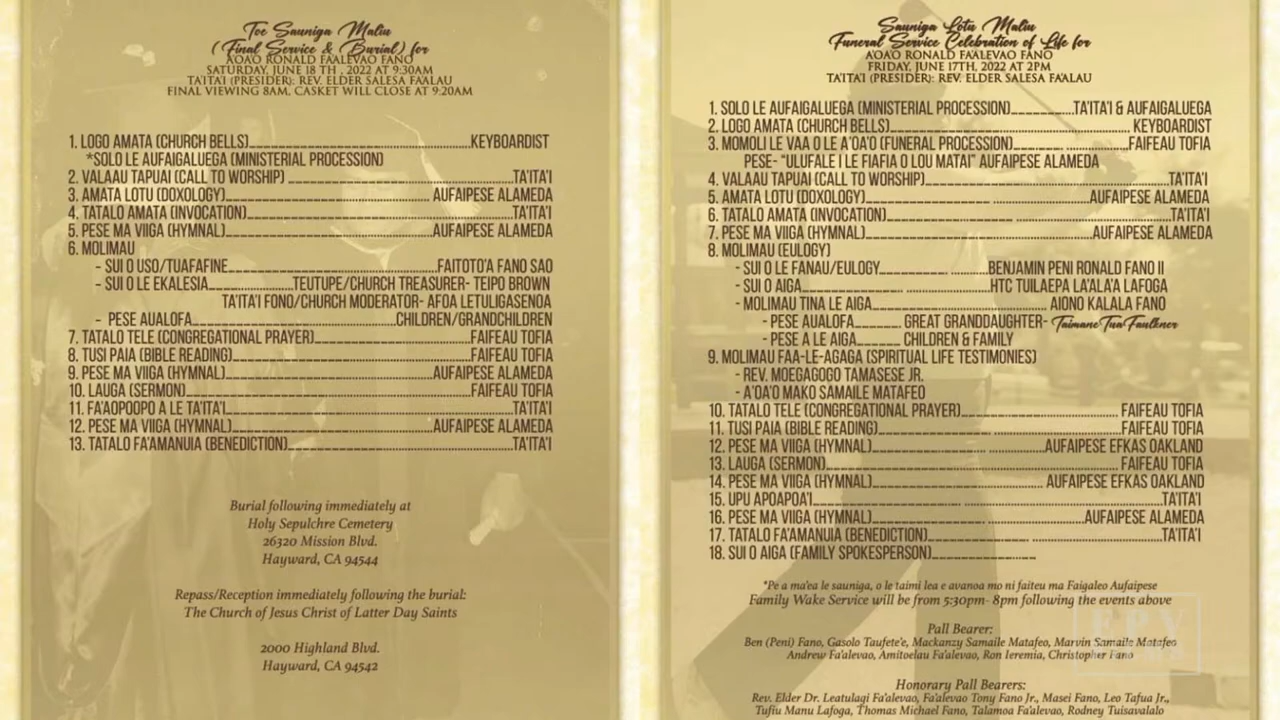 Toe Sauniga Maliu
(Final Service & Burial) for
A'OA'O RONALD FA'ALEVAO FANO
SATURDAY, JUNE 18 TH , 2022 AT 9:30AM
TA'ITA'I (PRESIDER): REV. ELDER SALESA FA'ALAU
FINAL VIEWING 8AM, CASKET WILL CLOSE AT 9:20AM
1. LOGO AMATA (CHURCH BELLS)..........KEYBOARDIST
*SOLO LE AUFAIGALUEGA (MINISTERIAL PROCESSION)
2. VALAAU TAPUAI (CALL TO WORSHIP) ..........TA'ITA'I
3. AMATA LOTU (DOXOLOGY).......... AUFAIPESE ALAMEDA
4. TATALO AMATA (INVOCATION)..........TA'ITA'I
5. PESE MA VIIGA (HYMNAL)..........AUFAIPESE ALAMEDA
6. MOLIMAU
- SUI O USO/TUAFAFINE..........FAITOTO'A FANO SAO
- SUI O LE EKALESIA..........TEUTUPE/CHURCH TREASURER- TEIPO BROWN
TA'ITA'I FONO/CHURCH MODERATOR- AFOA LETULIGASENOA
- PESE AUALOFA..........CHILDREN/GRANDCHILDREN
7. TATALO TELE (CONGREGATIONAL PRAYER)..........FAIFEAU TOFIA
8. TUSI PAIA (BIBLE READING)..........FAIFEAU TOFIA
9. PESE MA VIIGA (HYMNAL)..........AUFAIPESE ALAMEDA
10. LAUGA (SERMON)..........FAIFEAU TOFIA
11. FA'AOPOOPO A LE TA'ITA'I..........TA'ITA'I
12. PESE MA VIIGA (HYMNAL)..........AUFAIPESE ALAMEDA
13. TATALO FA'AMANUIA (BENEDICTION)..........TA'ITA'I
Burial following immediately at
Holy Sepulchre Cemetery
26320 Mission Blvd.
Hayward, CA 94544
Repass/Reception immediately following the burial:
The Church of Jesus Christ of Latter Day Saints
2000 Highland Blvd.
Hayward, CA 94542
Sauniga Lotu Maliu
Funeral Service Celebration of Life for
A'OA'O RONALD FA'ALEVAO FANO
FRIDAY, JUNE 17TH, 2022 AT 2PM
TA'ITA'I (PRESIDER): REV. ELDER SALESA FA'ALAU
1. SOLO LE AUFAIGALUEGA (MINISTERIAL PROCESSION)..........TA'ITA'I & AUFAIGALUEGA
2. LOGO AMATA (CHURCH BELLS).......... KEYBOARDIST
3. MOMOLI LE VAA O LE A'OA'O (FUNERAL PROCESSION)..........FAIFEAU TOFIA
PESE- "ULUFALE I LE FIAFIA O LOU MATAI" AUFAIPESE ALAMEDA
4. VALAAU TAPUAI (CALL TO WORSHIP)..........TA'ITA'I
5. AMATA LOTU (DOXOLOGY)..........AUFAIPESE ALAMEDA
6. TATALO AMATA (INVOCATION)..........TA'ITA'I
7. PESE MA VIIGA (HYMNAL)..........AUFAIPESE ALAMEDA
8. MOLIMAU (EULOGY)
- SUI O LE FANAU/EULOGY..........BENJAMIN PENI RONALD FANO II
- SUI O AIGA..........HTC TUILAEPA LA'ALA'A LAFOGA
- MOLIMAU TINA LE AIGA.......... AIONO KALALA FANO
- PESE AUALOFA.......... GREAT GRANDDAUGHTER- Taimane Tua Faulkner
- PESE A LE AIGA.......... CHILDREN & FAMILY
9. MOLIMAU FAA-LE-AGAGA (SPIRITUAL LIFE TESTIMONIES)
- REV. MOEGAGOGO TAMASESE JR.
- A'OA'O MAKO SAMAILE MATAFEO
10. TATALO TELE (CONGREGATIONAL PRAYER).......... FAIFEAU TOFIA
11. TUSI PAIA (BIBLE READING).......... FAIFEAU TOFIA
12. PESE MA VIIGA (HYMNAL)..........AUFAIPESE EFKAS OAKLAND
13. LAUGA (SERMON).......... FAIFEAU TOFIA
14. PESE MA VIIGA (HYMNAL).......... AUFAIPESE EFKAS OAKLAND
15. UPU APOAPOA'I..........TA'ITA'I
16. PESE MA VIIGA (HYMNAL)..........AUFAIPESE ALAMEDA
17. TATALO FA'AMANUIA (BENEDICTION)..........TA'ITA'I
18. SUI O AIGA (FAMILY SPOKESPERSON)..........
*Pe a ma'ea le sauniga, o le taimi lea e avanoa mo ni faiteu ma Faigaleo Aufaipese
Family Wake Service will be from 5:30pm- 8pm following the events above
Pall Bearer:
Ben (Peni) Fano, Gasolo Taufete'e, Mackanzy Samaile Matafeo, Marvin Samaile Matafeo
Andrew Fa'alevao, Amitoelau Fa'alevao, Ron Ieremia, Christopher Fano
Honorary Pall Bearers:
Rev. Elder Dr. Leatulagi Fa'alevao, Fa'alevao Tony Fano Jr., Masei Fano, Leo Tafua Jr.,
Tufiu Manu Lafoga, Thomas Michael Fano, Talamoa Fa'alevao, Rodney Tuisavalalo
EPV